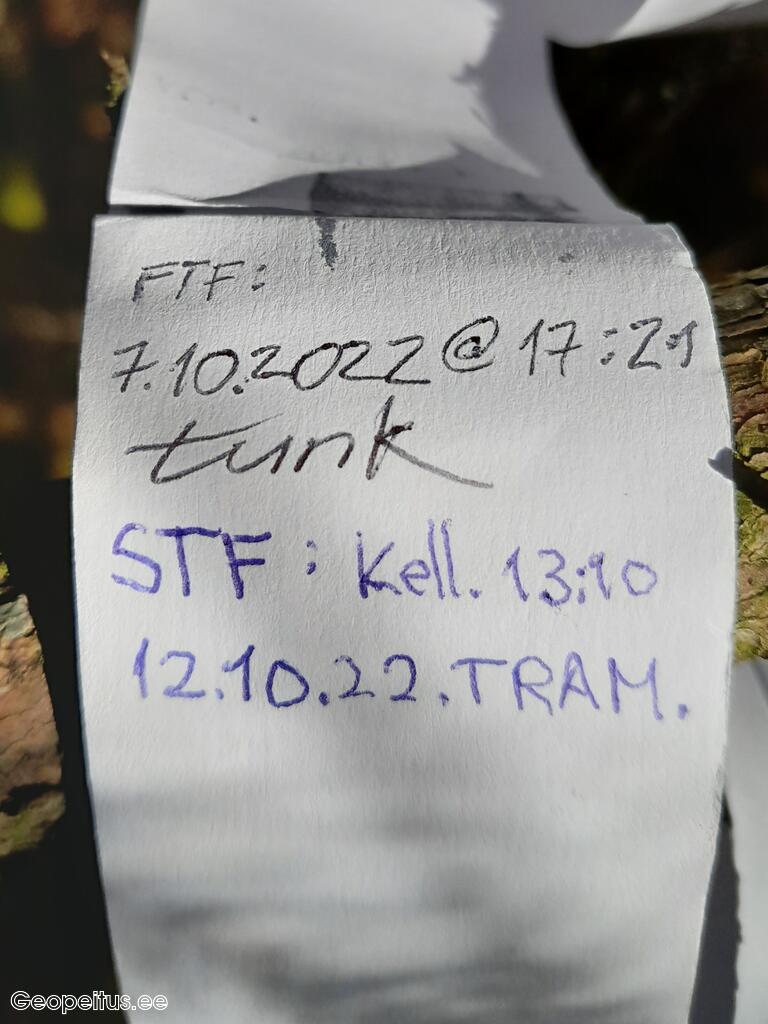 FTF:
7.10.2022 @ 17:21
tunk
STF: Kell. 13:10
12.10.22. TRAM.
Geopeitus.ee